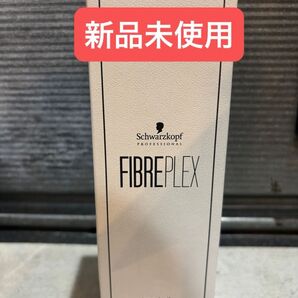 新品未使用
Schwarzkopf
PROFESSIONAL
FIBREPLEX